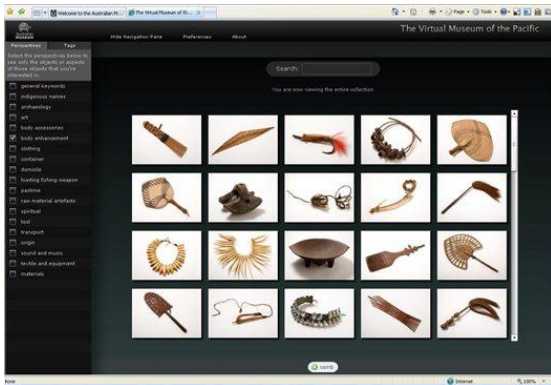 Welcome to the Australian M...
The Virtual Museum of th...
Page
Tools
The Virtual Museum of the Pacific
Hide Navigation Pane
Preferences
About
Perspectives
Tags
Select the perspectives below to
see only the objects or aspects
of those objects that you're
interested in.
general keywords
indigenous names
archaeology
art
body accessories
body enhancement
clothing
container
domicile
hunting fishing weapon
pastime
raw material artefacts
spiritual
tool
transport
origin
sound and music
textile and equipment
materials
Search:
You are now viewing the entire collection
comb
Done
Internet
100%